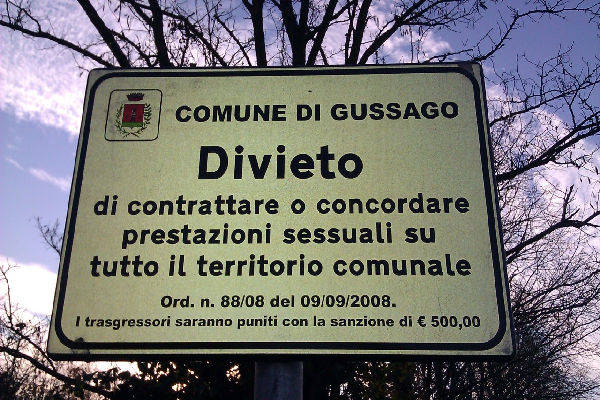 COMUNE DI GUSSAGO
Divieto
di contrattare o concordare
prestazioni sessuali su
tutto il territorio comunale
Ord. n. 88/08 del 09/09/2008.
I trasgressori saranno puniti con la sanzione di € 500,00